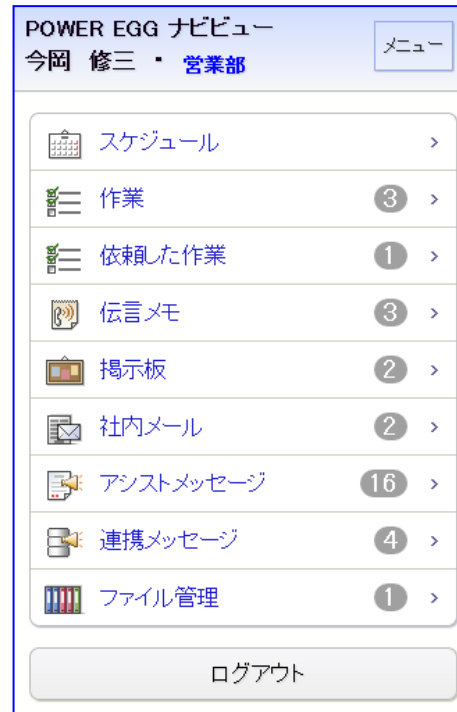 POWER EGG ナビビュー
メニュー
今岡　修三 ・ 営業部
スケジュール
作業 3
依頼した作業 1
伝言メモ 3
掲示板 2
社内メール 2
アシストメッセージ 16
連携メッセージ 4
ファイル管理 1
ログアウト